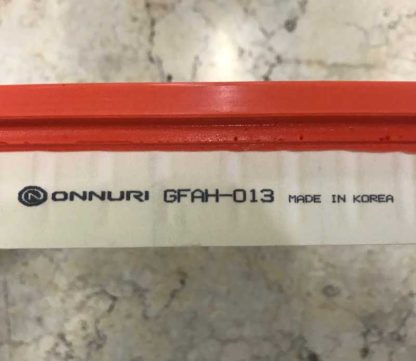 ONNURI GFAH-013 MADE IN KOREA